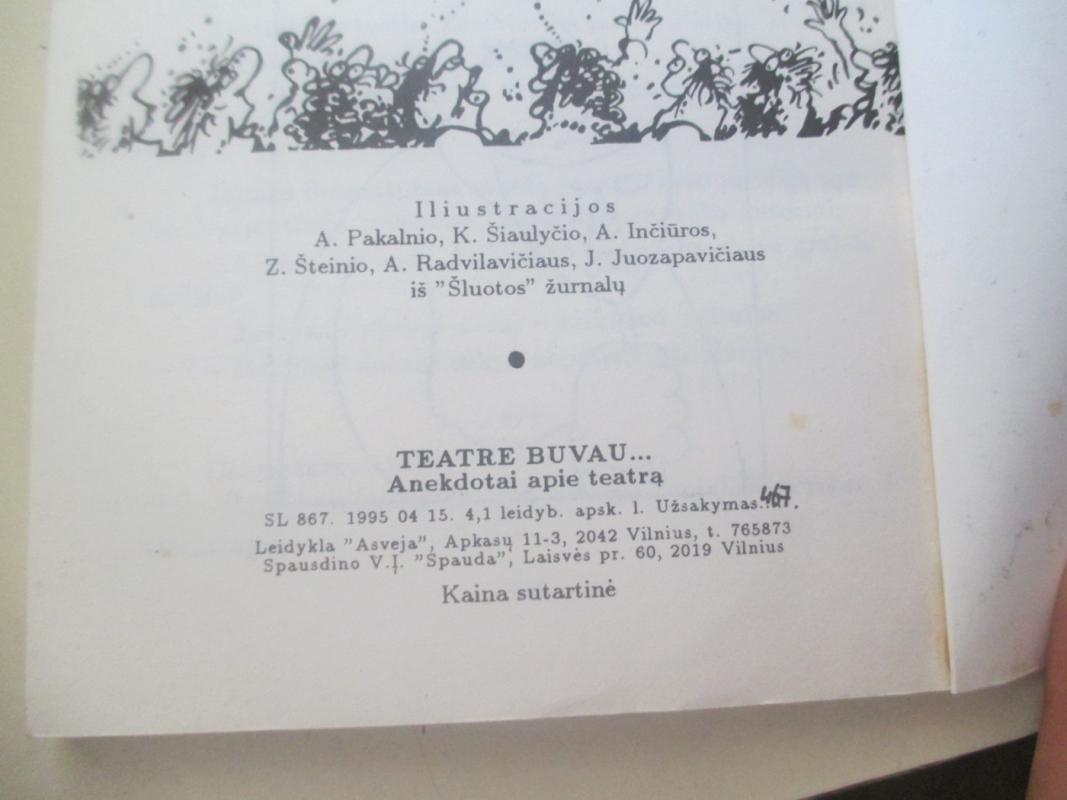 Iliustracijos
A. Pakalnio, K. Šiaulyčio, A. Inčiūros,
Z. Šteinio, A. Radvilavičiaus, J. Juozapavičiaus
iš ”Šluotos” žurnalų
TEATRE BUVAU...
Anekdotai apie teatrą
SL 867. 1995 04 15. 4,1 leidyb. apsk. l. Užsakymas 467.
Leidykla ”Asveja”, Apkasų 11-3, 2042 Vilnius, t. 765873
Spausdino V.Į. ”Spauda”, Laisvės pr. 60, 2019 Vilnius
Kaina sutartinė